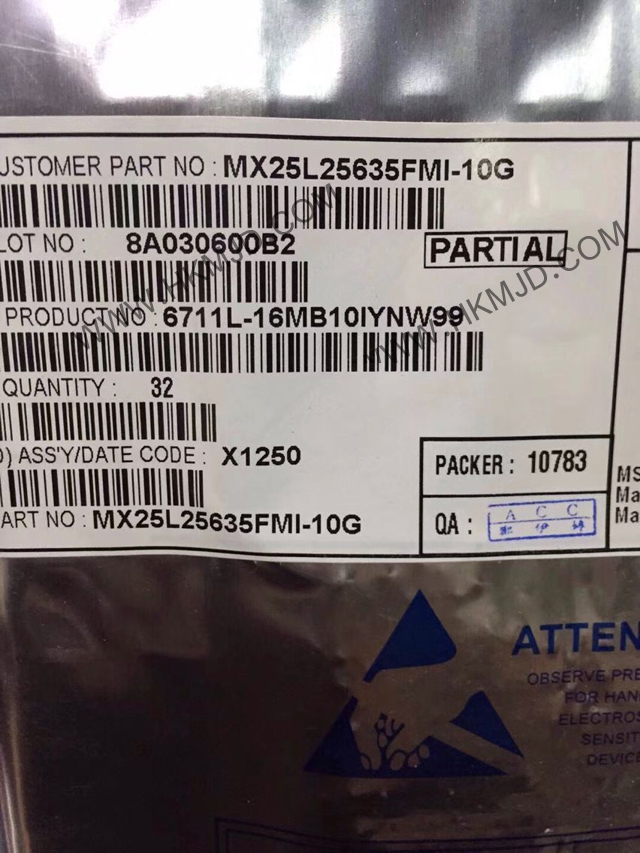 USTOMER PART NO : MX25L25635FMI-10G
LOT NO : 8A030600B2
PARTIAL
PRODUCT NO : 6711L-16MB10IYNW99
QUANTITY : 32
) ASS'Y/DATE CODE : X1250
PACKER : 10783
ART NO : MX25L25635FMI-10G
QA : A C C
MS
Ma
Ma
WWW.HKMJD.COM
WWW.HKMJD.COM
ATTEN
OBSERVE PRE
FOR HAN
ELECTROS
SENSIT
DEVICE